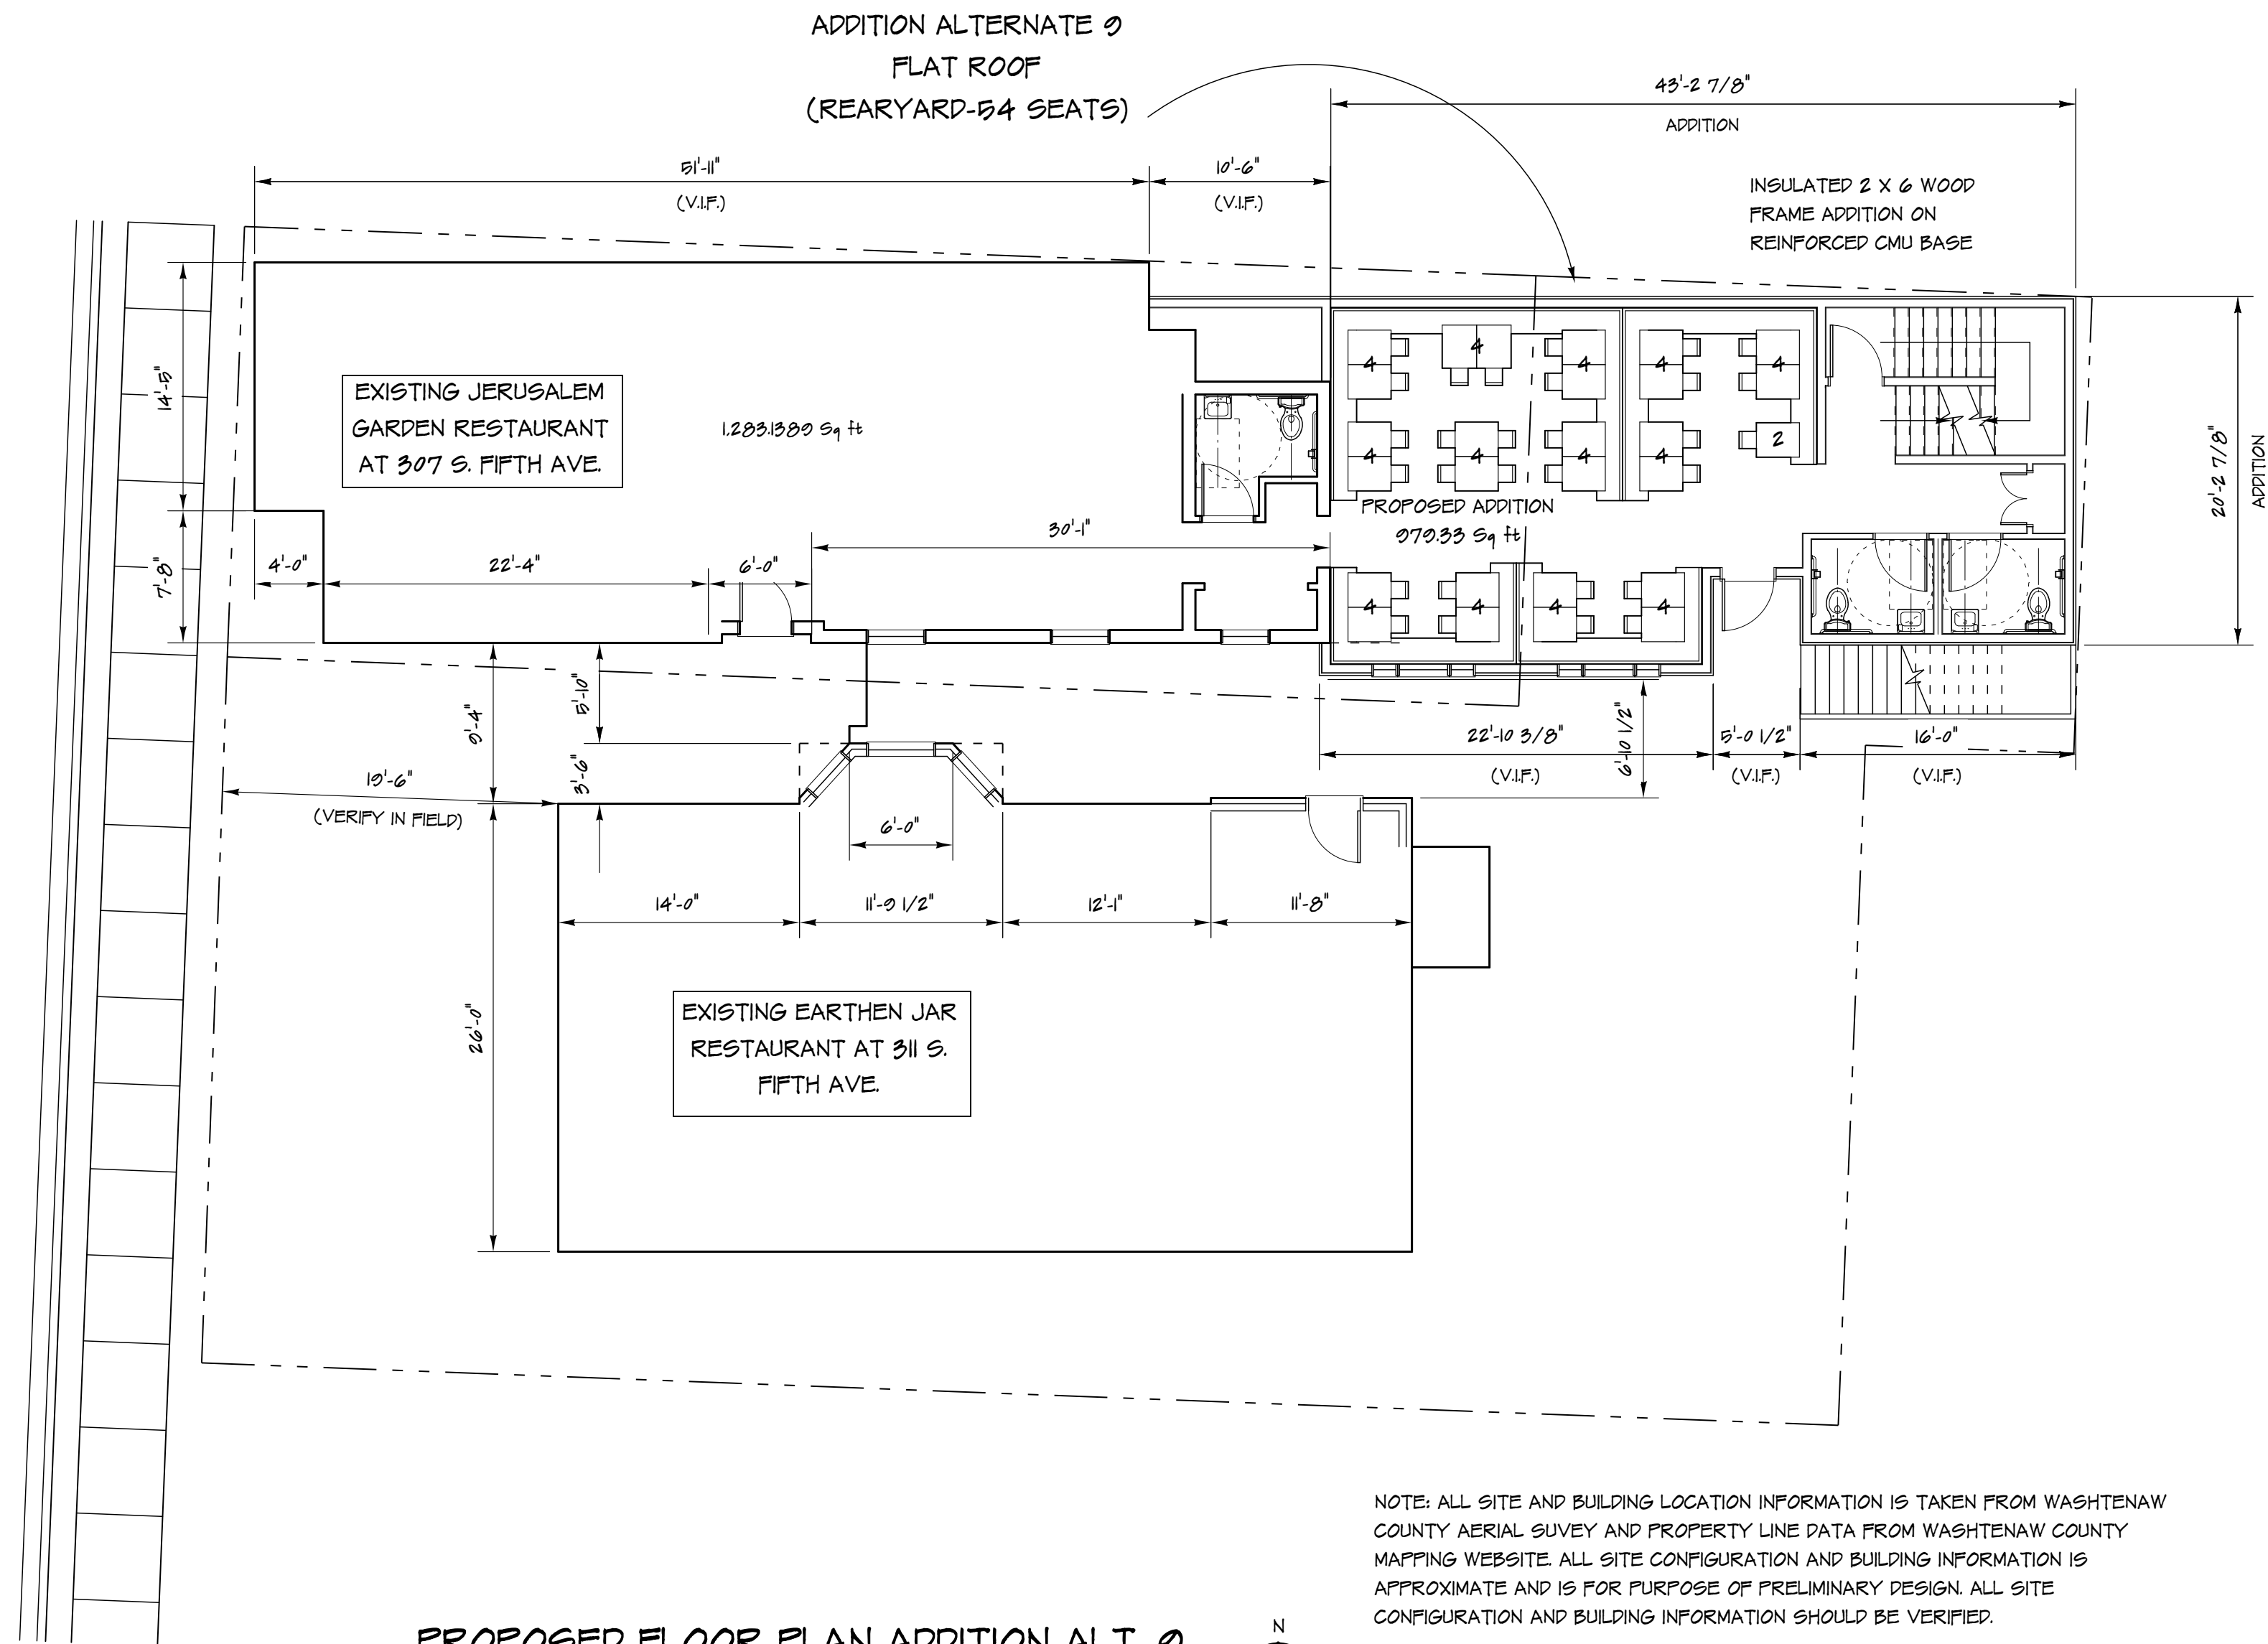 ADDITION ALTERNATE 9
FLAT ROOF
(REARYARD-54 SEATS)
43'-2 7/8"
ADDITION
51'-11"
(V.I.F.)
10'-6"
(V.I.F.)
INSULATED 2 X 6 WOOD
FRAME ADDITION ON
REINFORCED CMU BASE
14'-5"
7'-8"
EXISTING JERUSALEM
GARDEN RESTAURANT
AT 307 S. FIFTH AVE.
1,283.1389 Sq ft
4 4 4 4 4
4 4 4 4 2
PROPOSED ADDITION
979.33 Sq ft
20'-2 7/8"
ADDITION
30'-1"
4'-0"
22'-4"
6'-0"
4 4 4 4
9'-4"
5'-10"
3'-6"
19'-6"
(VERIFY IN FIELD)
22'-10 3/8"
(V.I.F.)
6'-10 1/2"
5'-0 1/2"
(V.I.F.)
16'-0"
(V.I.F.)
6'-0"
14'-0"
11'-9 1/2"
12'-1"
11'-8"
26'-0"
EXISTING EARTHEN JAR
RESTAURANT AT 311 S.
FIFTH AVE.
NOTE: ALL SITE AND BUILDING LOCATION INFORMATION IS TAKEN FROM WASHTENAW
COUNTY AERIAL SUVEY AND PROPERTY LINE DATA FROM WASHTENAW COUNTY
MAPPING WEBSITE. ALL SITE CONFIGURATION AND BUILDING INFORMATION IS
APPROXIMATE AND IS FOR PURPOSE OF PRELIMINARY DESIGN. ALL SITE
CONFIGURATION AND BUILDING INFORMATION SHOULD BE VERIFIED.
PROPOSED FLOOR PLAN ADDITION ALT. 9
N